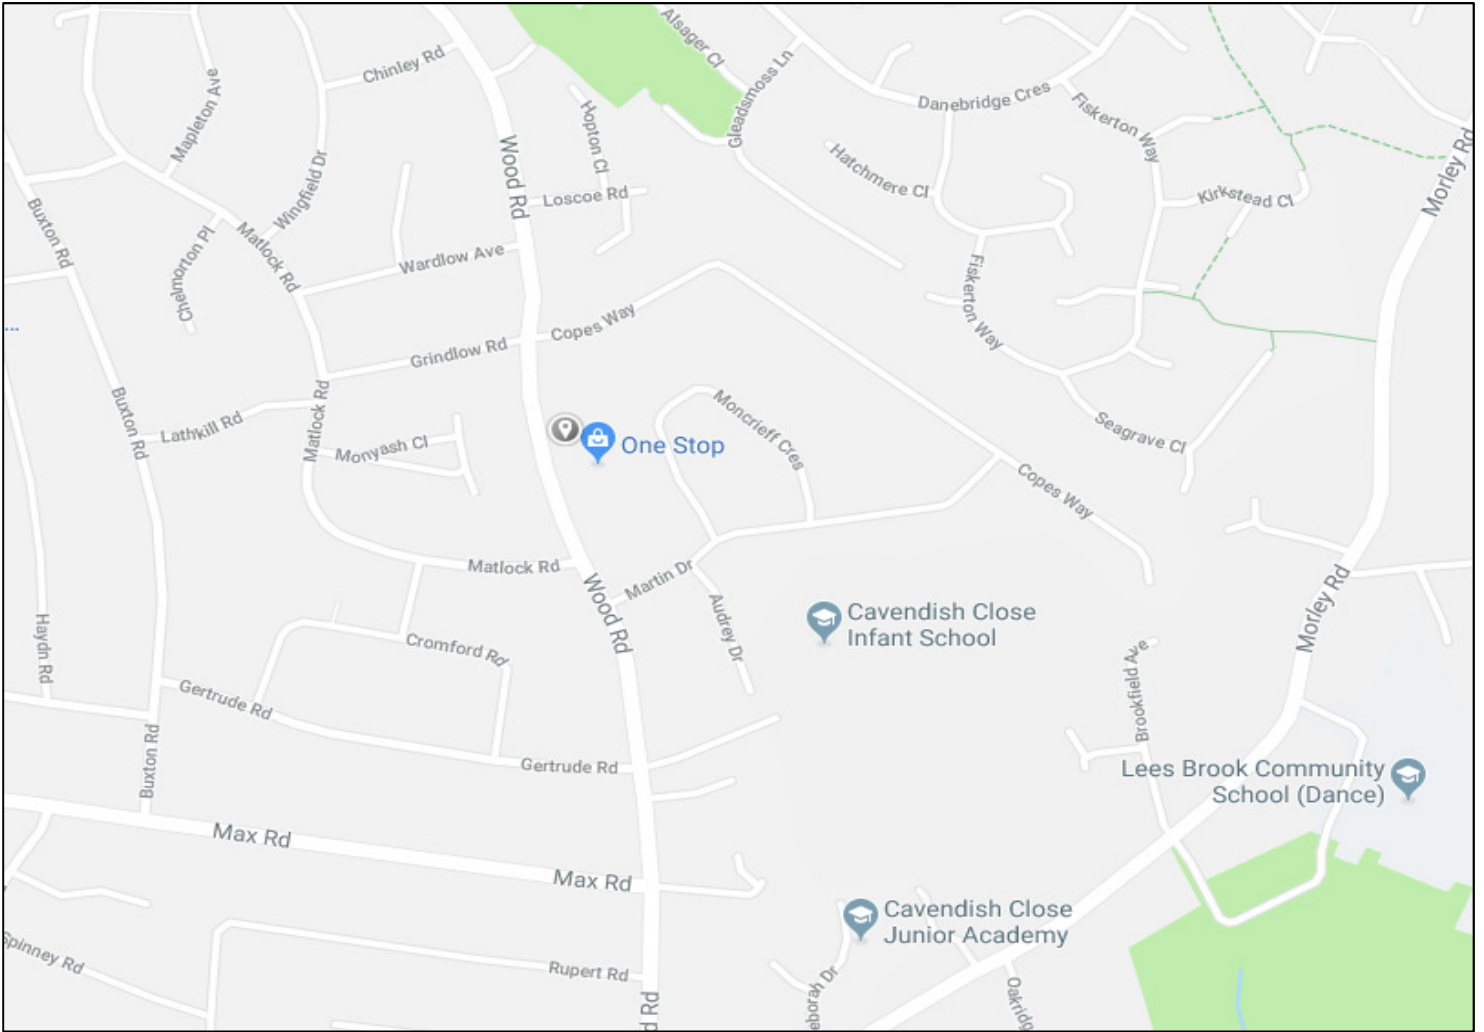 Alsager Cl
Chinley Rd
Gleadsmoss Ln
Mapleton Ave
Hopton Cl
Danebridge Cres
Fiskerton Way
Wood Rd
Hatchmere Cl
Morley Rd
Wingfield Dr
Loscoe Rd
Kirkstead Cl
Buxton Rd
Chelmorton Pl
Matlock Rd
Wardlow Ave
Fiskerton Way
...
Copes Way
Grindlow Rd
Buxton Rd
Lathkill Rd
Matlock Rd
Monyash Cl
One Stop
Moncrieff Cres
Seagrave Cl
Copes Way
Matlock Rd
Martin Dr
Wood Rd
Audrey Dr
Cavendish Close
Infant School
Morley Rd
Haydn Rd
Cromford Rd
Brookfield Ave
Gertrude Rd
Buxton Rd
Gertrude Rd
Lees Brook Community
School (Dance)
Max Rd
Max Rd
Cavendish Close
Junior Academy
Spinney Rd
Rupert Rd
eborah Dr
Oakridg
d Rd